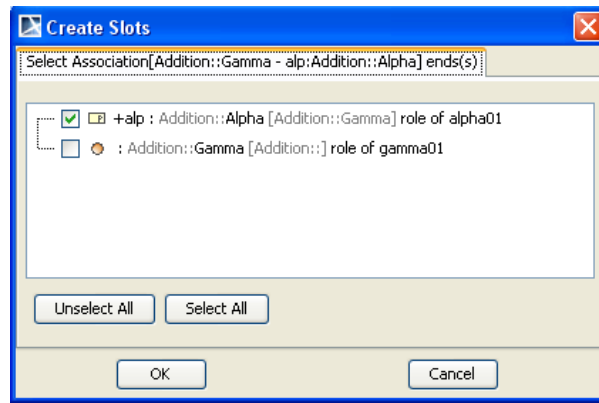 Create Slots
Select Association[Addition::Gamma - alp:Addition::Alpha] ends(s)
+alp : Addition::Alpha [Addition::Gamma] role of alpha01
: Addition::Gamma [Addition::] role of gamma01
Unselect All Select All
OK Cancel